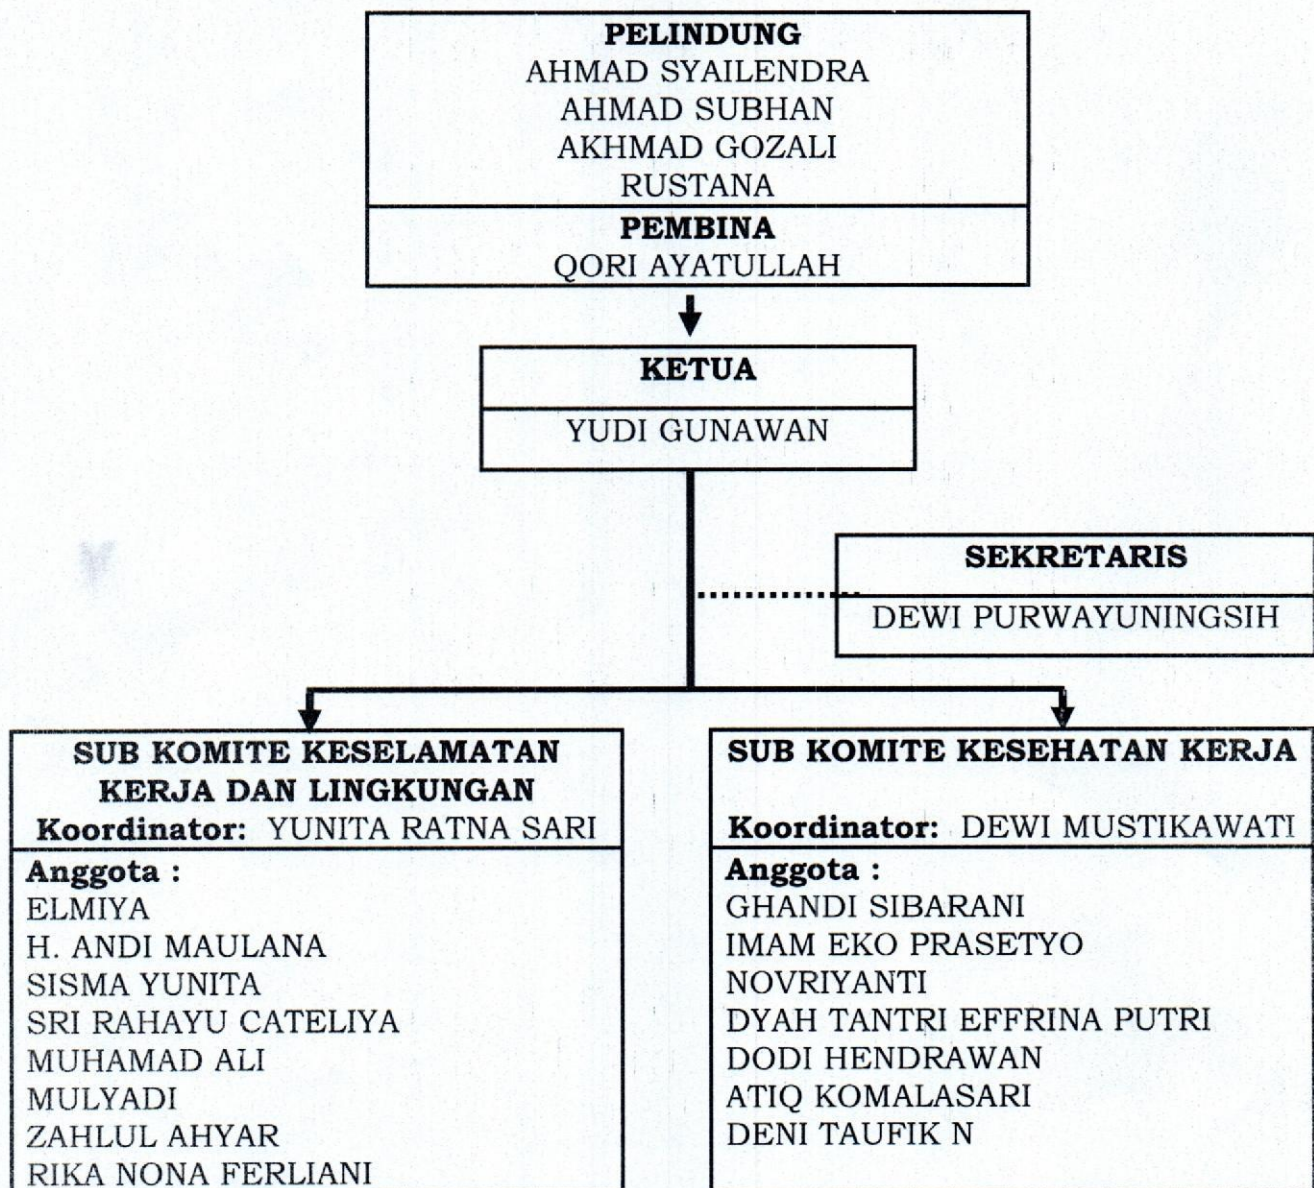 PELINDUNG
AHMAD SYAILENDRA
AHMAD SUBHAN
AKHMAD GOZALI
RUSTANA
PEMBINA
QORI AYATULLAH
KETUA
YUDI GUNAWAN
SEKRETARIS
DEWI PURWAYUNINGSIH
SUB KOMITE KESELAMATAN
KERJA DAN LINGKUNGAN
Koordinator: YUNITA RATNA SARI
Anggota :
ELMIYA
H. ANDI MAULANA
SISMA YUNITA
SRI RAHAYU CATELIYA
MUHAMAD ALI
MULYADI
ZAHLUL AHYAR
RIKA NONA FERLIANI
SUB KOMITE KESEHATAN KERJA
Koordinator: DEWI MUSTIKAWATI
Anggota :
GHANDI SIBARANI
IMAM EKO PRASETYO
NOVRIYANTI
DYAH TANTRI EFFRINA PUTRI
DODI HENDRAWAN
ATIQ KOMALASARI
DENI TAUFIK N